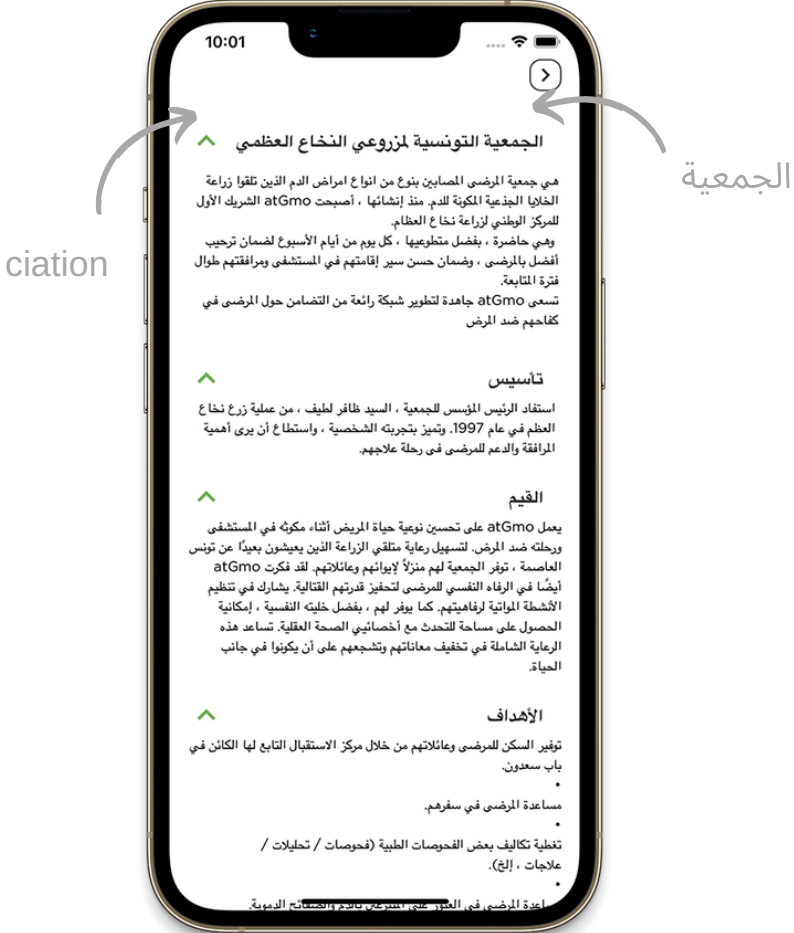 10:01
الجمعية
ciation
الجمعية التونسية لمزروعي النخاع العظمي
هي جمعية المرضى المصابين بنوع من انواع امراض الدم الذين تلقوا زراعة
الخلايا الجذعية المكونة للدم. منذ إنشائها ، أصبحت atGmo الشريك الأول
للمركز الوطني لزراعة نخاع العظام.
وهي حاضرة ، بفضل متطوعيها ، كل يوم من أيام الأسبوع لضمان ترحيب
أفضل بالمرضى ، وضمان حسن سير إقامتهم في المستشفى ومرافقتهم طوال
فترة المتابعة.
تسعى atGmo جاهدة لتطوير شبكة رائعة من التضامن حول المرضى في
كفاحهم ضد المرض
تأسيس
استفاد الرئيس المؤسس للجمعية ، السيد ظافر لطيف ، من عملية زرع نخاع
العظم في عام 1997. وتميز بتجربته الشخصية ، واستطاع أن يرى أهمية
المرافقة والدعم للمرضى في رحلة علاجهم.
القيم
يعمل atGmo على تحسين نوعية حياة المريض أثناء مكوثه في المستشفى
ورحلته ضد المرض. لتسهيل رعاية متلقي الزراعة الذين يعيشون بعيدًا عن تونس
العاصمة ، توفر الجمعية لهم منزلاً لإيوائهم وعائلاتهم. لقد فكرت atGmo
أيضًا في الرفاه النفسي للمرضى لتحفيز قدرتهم القتالية. يشارك في تنظيم
الأنشطة المواتية لرفاهيتهم. كما يوفر لهم ، بفضل خليته النفسية ، إمكانية
الحصول على مساحة للتحدث مع أخصائيي الصحة العقلية. تساعد هذه
الرعاية الشاملة في تخفيف معاناتهم وتشجعهم على أن يكونوا في جانب
الحياة.
الأهداف
توفير السكن للمرضى وعائلاتهم من خلال مركز الاستقبال التابع لها الكائن في
باب سعدون.
•
مساعدة المرضى في سفرهم.
•
تغطية تكاليف بعض الفحوصات الطبية (فحوصات / تحليلات /
علاجات ، إلخ).
•
مساعدة المرضى في العثور على المتبرعين بالدم والصفائح الدموية.